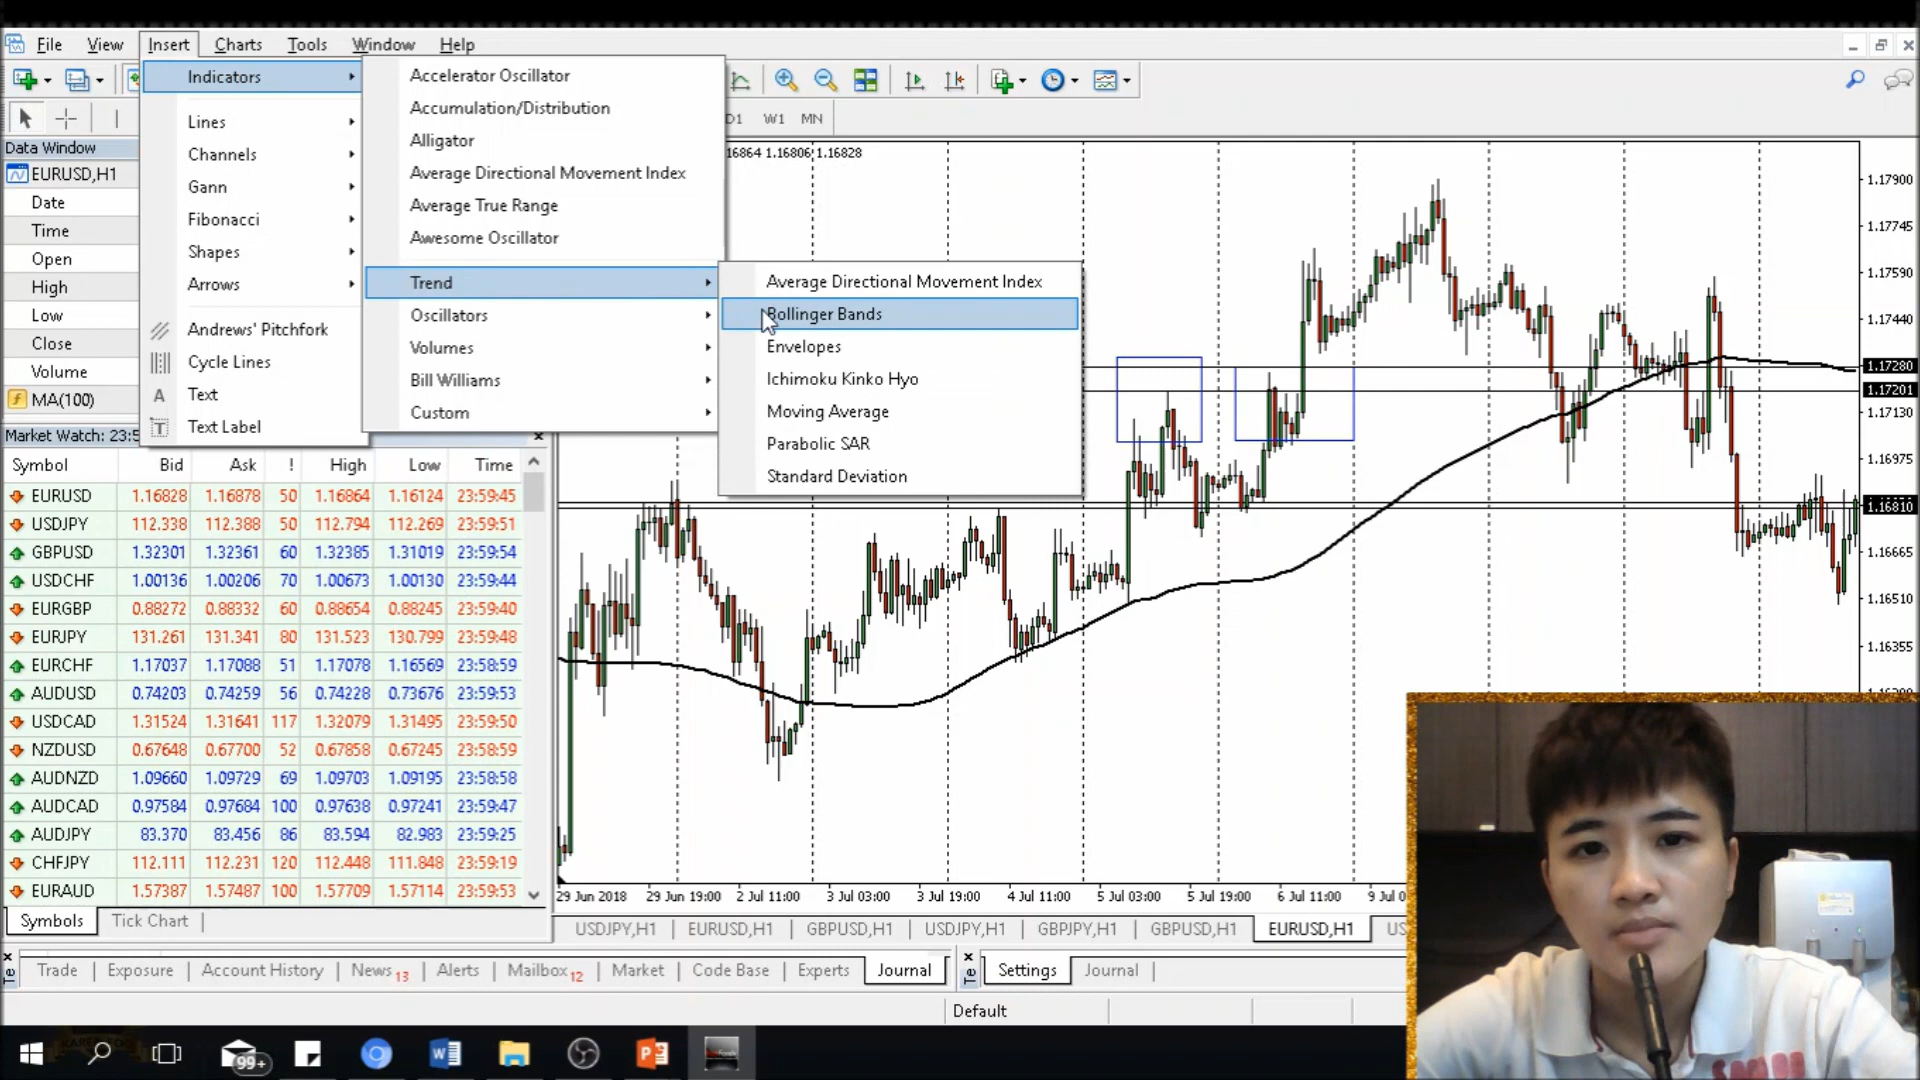 File View Insert Charts Tools Window Help
Indicators
Lines
Channels
Gann
Fibonacci
Shapes
Arrows
Andrews' Pitchfork
Cycle Lines
Text
Text Label
Accelerator Oscillator
Accumulation/Distribution
Alligator
Average Directional Movement Index
Average True Range
Awesome Oscillator
Trend
Oscillators
Volumes
Bill Williams
Custom
Average Directional Movement Index
Bollinger Bands
Envelopes
Ichimoku Kinko Hyo
Moving Average
Parabolic SAR
Standard Deviation
D1 W1 MN
16864 1.16806 1.16828
Data Window
EURUSD,H1
Date
Time
Open
High
Low
Close
Volume
MA(100)
Market Watch: 23:5
Symbol Bid Ask ! High Low Time
EURUSD 1.16828 1.16878 50 1.16864 1.16124 23:59:45
USDJPY 112.338 112.388 50 112.794 112.269 23:59:51
GBPUSD 1.32301 1.32361 60 1.32385 1.31019 23:59:54
USDCHF 1.00136 1.00206 70 1.00673 1.00130 23:59:44
EURGBP 0.88272 0.88332 60 0.88654 0.88245 23:59:40
EURJPY 131.261 131.341 80 131.523 130.799 23:59:48
EURCHF 1.17037 1.17088 51 1.17078 1.16569 23:58:59
AUDUSD 0.74203 0.74259 56 0.74228 0.73676 23:59:53
USDCAD 1.31524 1.31641 117 1.32079 1.31495 23:59:50
NZDUSD 0.67648 0.67700 52 0.67858 0.67245 23:58:59
AUDNZD 1.09660 1.09729 69 1.09703 1.09195 23:58:58
AUDCAD 0.97584 0.97684 100 0.97638 0.97241 23:59:47
AUDJPY 83.370 83.456 86 83.594 82.983 23:59:25
CHFJPY 112.111 112.231 120 112.448 111.848 23:59:19
EURAUD 1.57387 1.57487 100 1.57709 1.57114 23:59:53
Symbols Tick Chart
1.17900
1.17745
1.17590
1.17440
1.17280
1.17201
1.17130
1.16975
1.16810
1.16665
1.16510
1.16355
29 Jun 2018 29 Jun 19:00 2 Jul 11:00 3 Jul 03:00 3 Jul 19:00 4 Jul 11:00 5 Jul 03:00 5 Jul 19:00 6 Jul 11:00 9 Jul 0
USDJPY,H1 EURUSD,H1 GBPUSD,H1 USDJPY,H1 GBPJPY,H1 GBPUSD,H1 EURUSD,H1 US
Te Trade Exposure Account History News 13 Alerts Mailbox 12 Market Code Base Experts Journal
Te Settings Journal
Default
99+